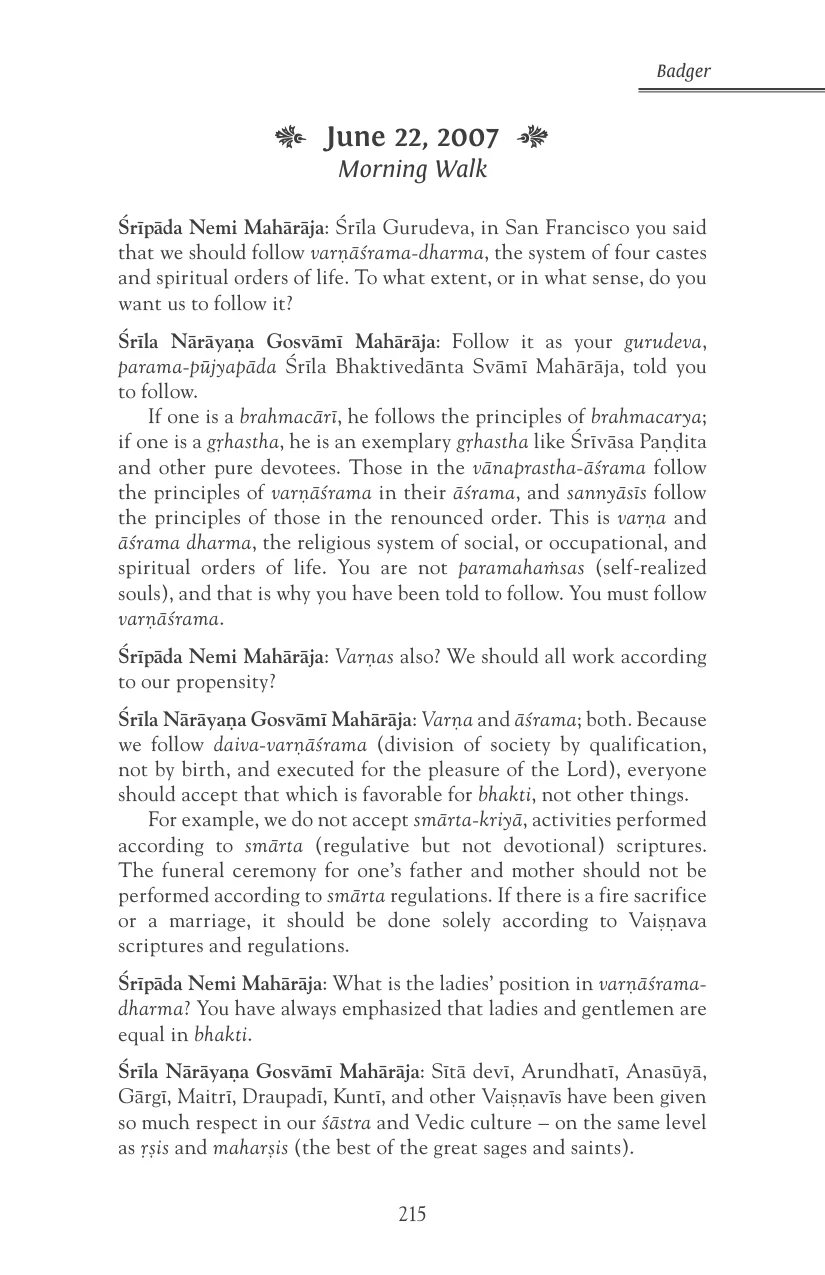 Badger
June 22, 2007
Morning Walk
Śrīpāda Nemi Mahārāja: Śrīla Gurudeva, in San Francisco you said
that we should follow varṇāśrama-dharma, the system of four castes
and spiritual orders of life. To what extent, or in what sense, do you
want us to follow it?
Śrīla Nārāyaṇa Gosvāmī Mahārāja: Follow it as your gurudeva,
parama-pūjyapāda Śrīla Bhaktivedānta Svāmī Mahārāja, told you
to follow.
If one is a brahmacārī, he follows the principles of brahmacarya;
if one is a gṛhastha, he is an exemplary gṛhastha like Śrīvāsa Paṇḍita
and other pure devotees. Those in the vānaprastha-āśrama follow
the principles of varṇāśrama in their āśrama, and sannyāsīs follow
the principles of those in the renounced order. This is varṇa and
āśrama dharma, the religious system of social, or occupational, and
spiritual orders of life. You are not paramahaṁsas (self-realized
souls), and that is why you have been told to follow. You must follow
varṇāśrama.
Śrīpāda Nemi Mahārāja: Varṇas also? We should all work according
to our propensity?
Śrīla Nārāyaṇa Gosvāmī Mahārāja: Varṇa and āśrama; both. Because
we follow daiva-varṇāśrama (division of society by qualification,
not by birth, and executed for the pleasure of the Lord), everyone
should accept that which is favorable for bhakti, not other things.
For example, we do not accept smārta-kriyā, activities performed
according to smārta (regulative but not devotional) scriptures.
The funeral ceremony for one's father and mother should not be
performed according to smārta regulations. If there is a fire sacrifice
or a marriage, it should be done solely according to Vaiṣṇava
scriptures and regulations.
Śrīpāda Nemi Mahārāja: What is the ladies' position in varṇāśrama-
dharma? You have always emphasized that ladies and gentlemen are
equal in bhakti.
Śrīla Nārāyaṇa Gosvāmī Mahārāja: Sītā devī, Arundhatī, Anasūyā,
Gārgī, Maitrī, Draupadī, Kuntī, and other Vaiṣṇavīs have been given
so much respect in our śāstra and Vedic culture – on the same level
as ṛṣis and maharṣis (the best of the great sages and saints).
215